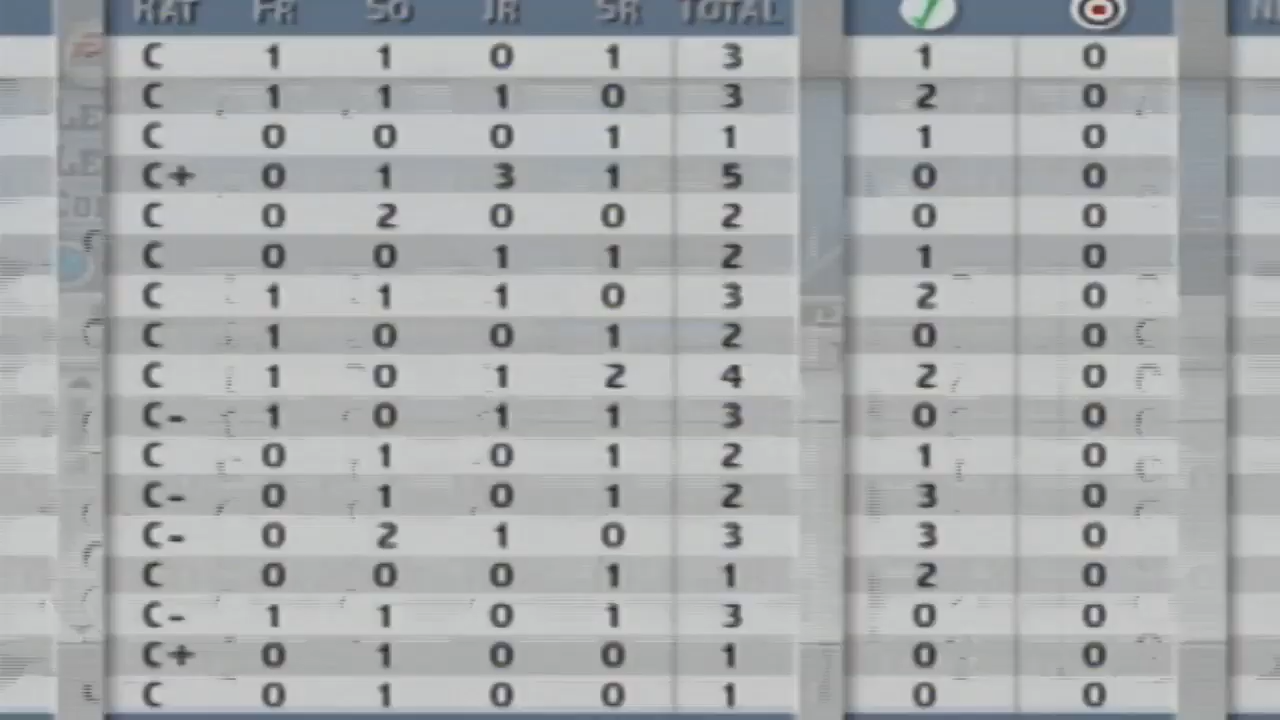 RAT FR SO JR SR TOTAL
C 1 1 0 1 3 1 0
C 1 1 1 0 3 2 0
C 0 0 0 1 1 1 0
C+ 0 1 3 1 5 0 0
C 0 2 0 0 2 0 0
C 0 0 1 1 2 1 0
C 1 1 1 0 3 2 0
C 1 0 0 1 2 0 0
C 1 0 1 2 4 2 0
C- 1 0 1 1 3 0 0
C 0 1 0 1 2 1 0
C- 0 1 0 1 2 3 0
C- 0 2 1 0 3 3 0
C 0 0 0 1 1 2 0
C- 1 1 0 1 3 0 0
C+ 0 1 0 0 1 0 0
C 0 1 0 0 1 0 0